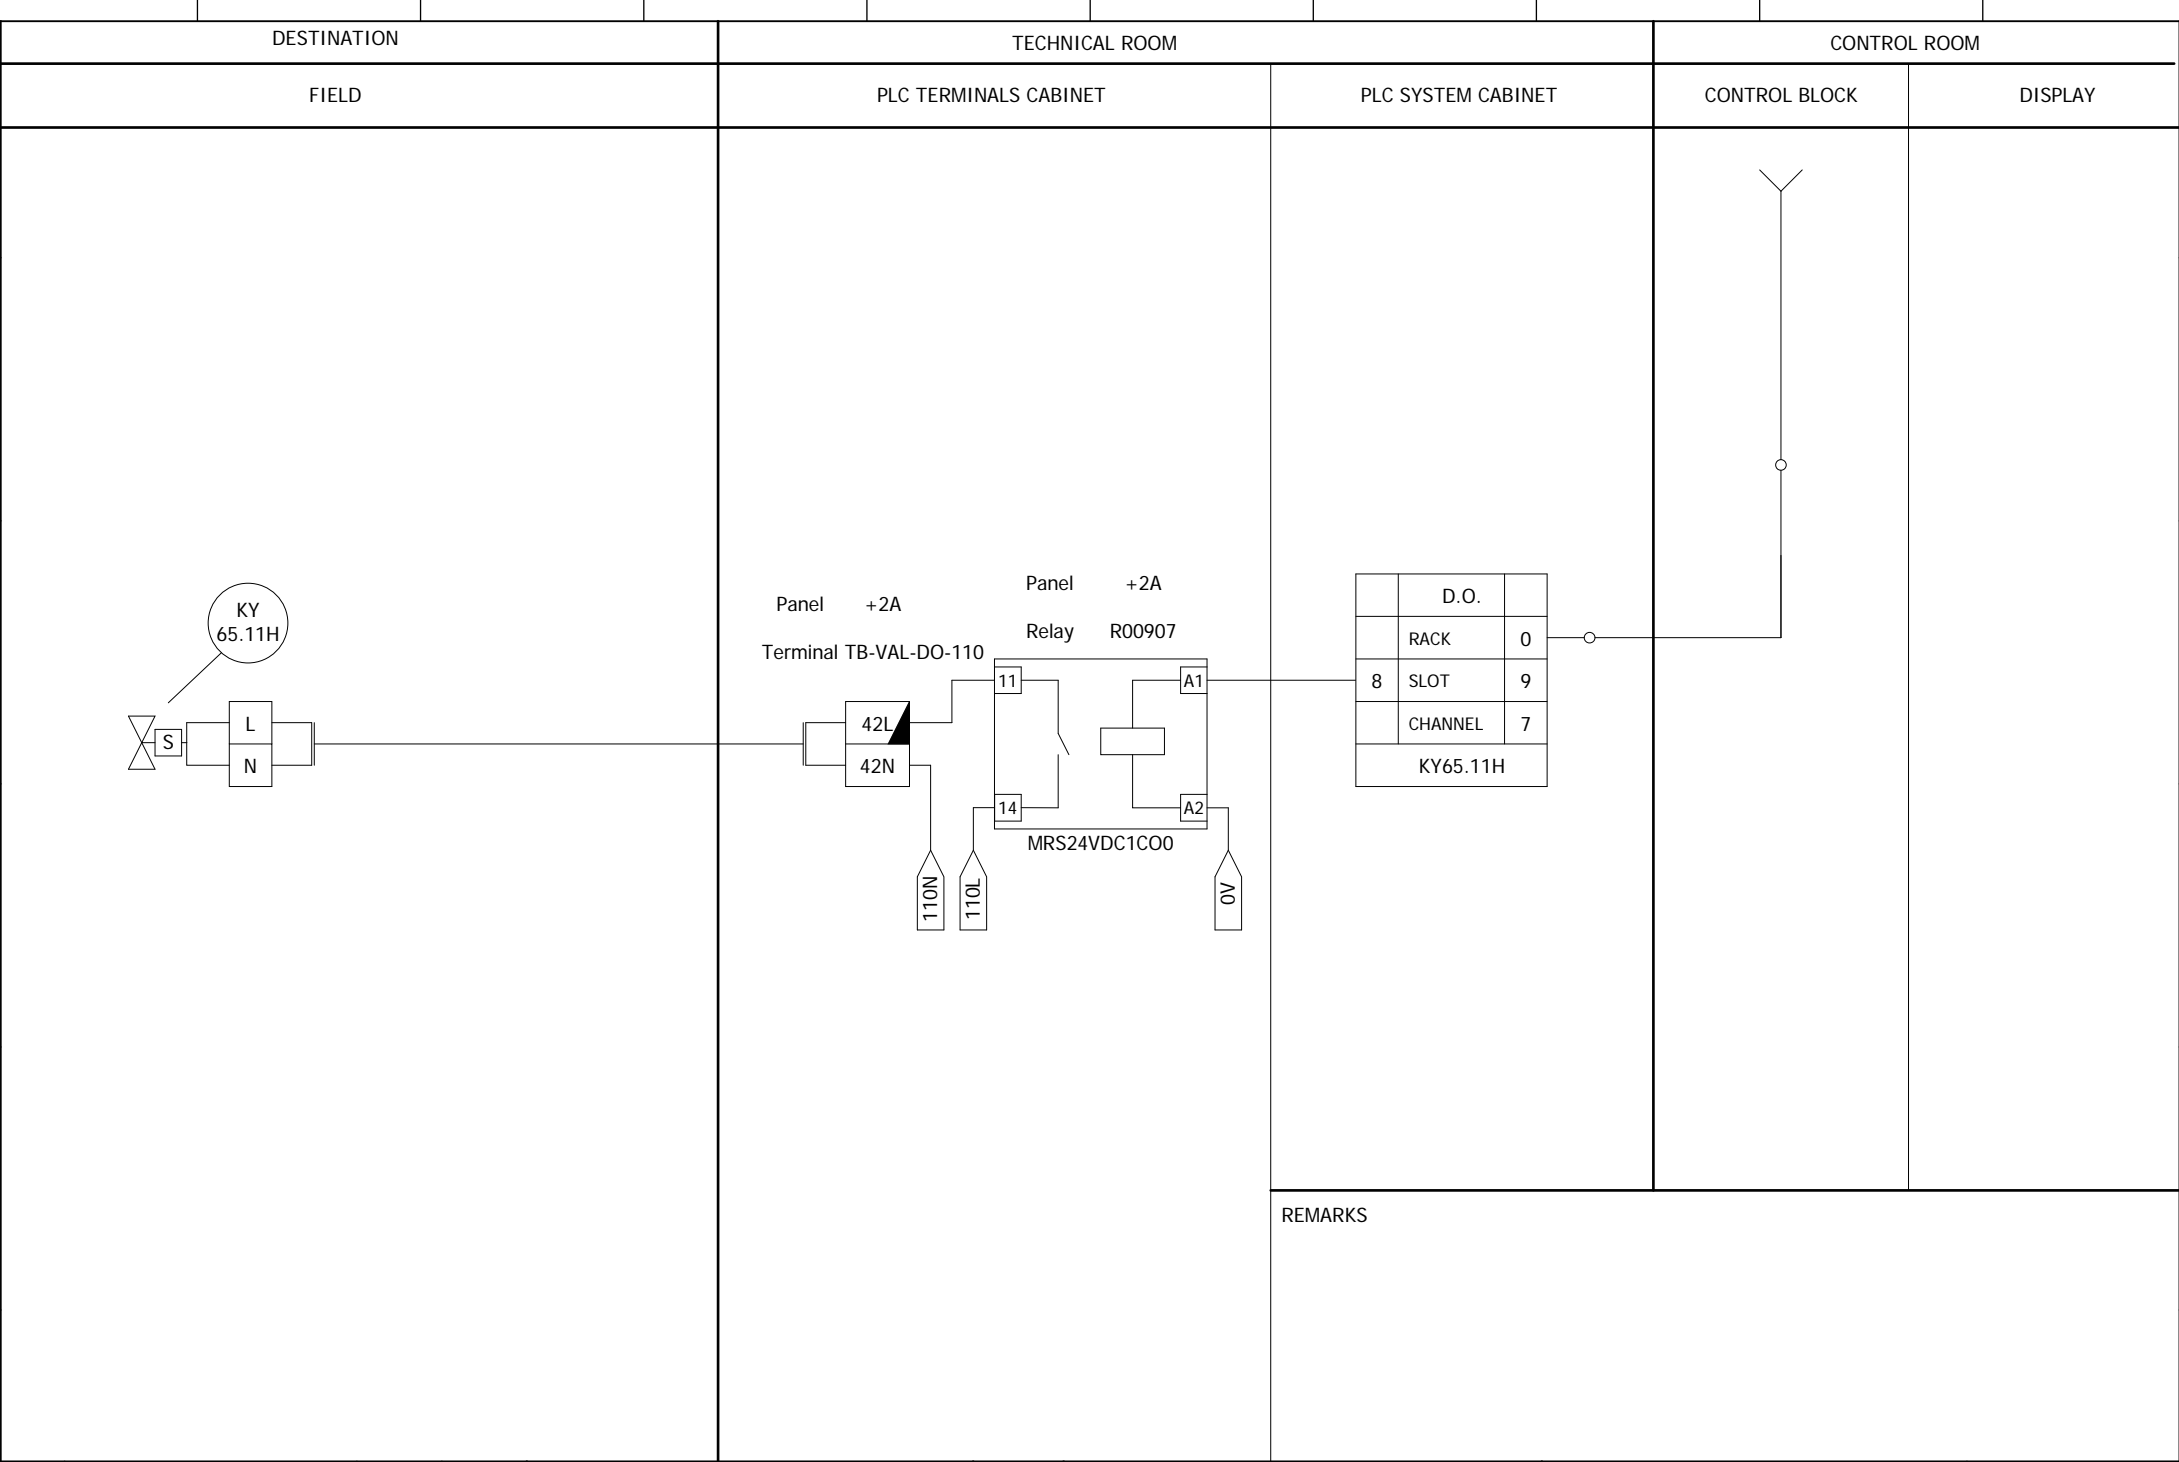 DESTINATION
TECHNICAL ROOM
CONTROL ROOM
FIELD
PLC TERMINALS CABINET
PLC SYSTEM CABINET
CONTROL BLOCK
DISPLAY
KY
65.11H
S
L
N
Panel +2A
Terminal TB-VAL-DO-110
42L
42N
110N
110L
Panel +2A
Relay R00907
11
14
A1
A2
MRS24VDC1CO0
0V
D.O.
RACK 0
8 SLOT 9
CHANNEL 7
KY65.11H
REMARKS